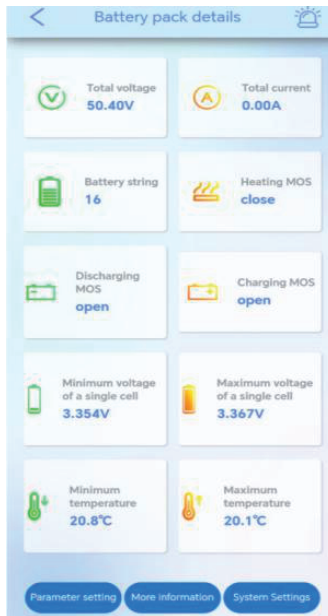 Battery pack details
Total voltage
50.40V
Total current
0.00A
Battery string
16
Heating MOS
close
Discharging
MOS
open
Charging MOS
open
Minimum voltage
of a single cell
3.354V
Maximum voltage
of a single cell
3.367V
Minimum
temperature
20.8℃
Maximum
temperature
20.1℃
Parameter setting
More information
System Settings